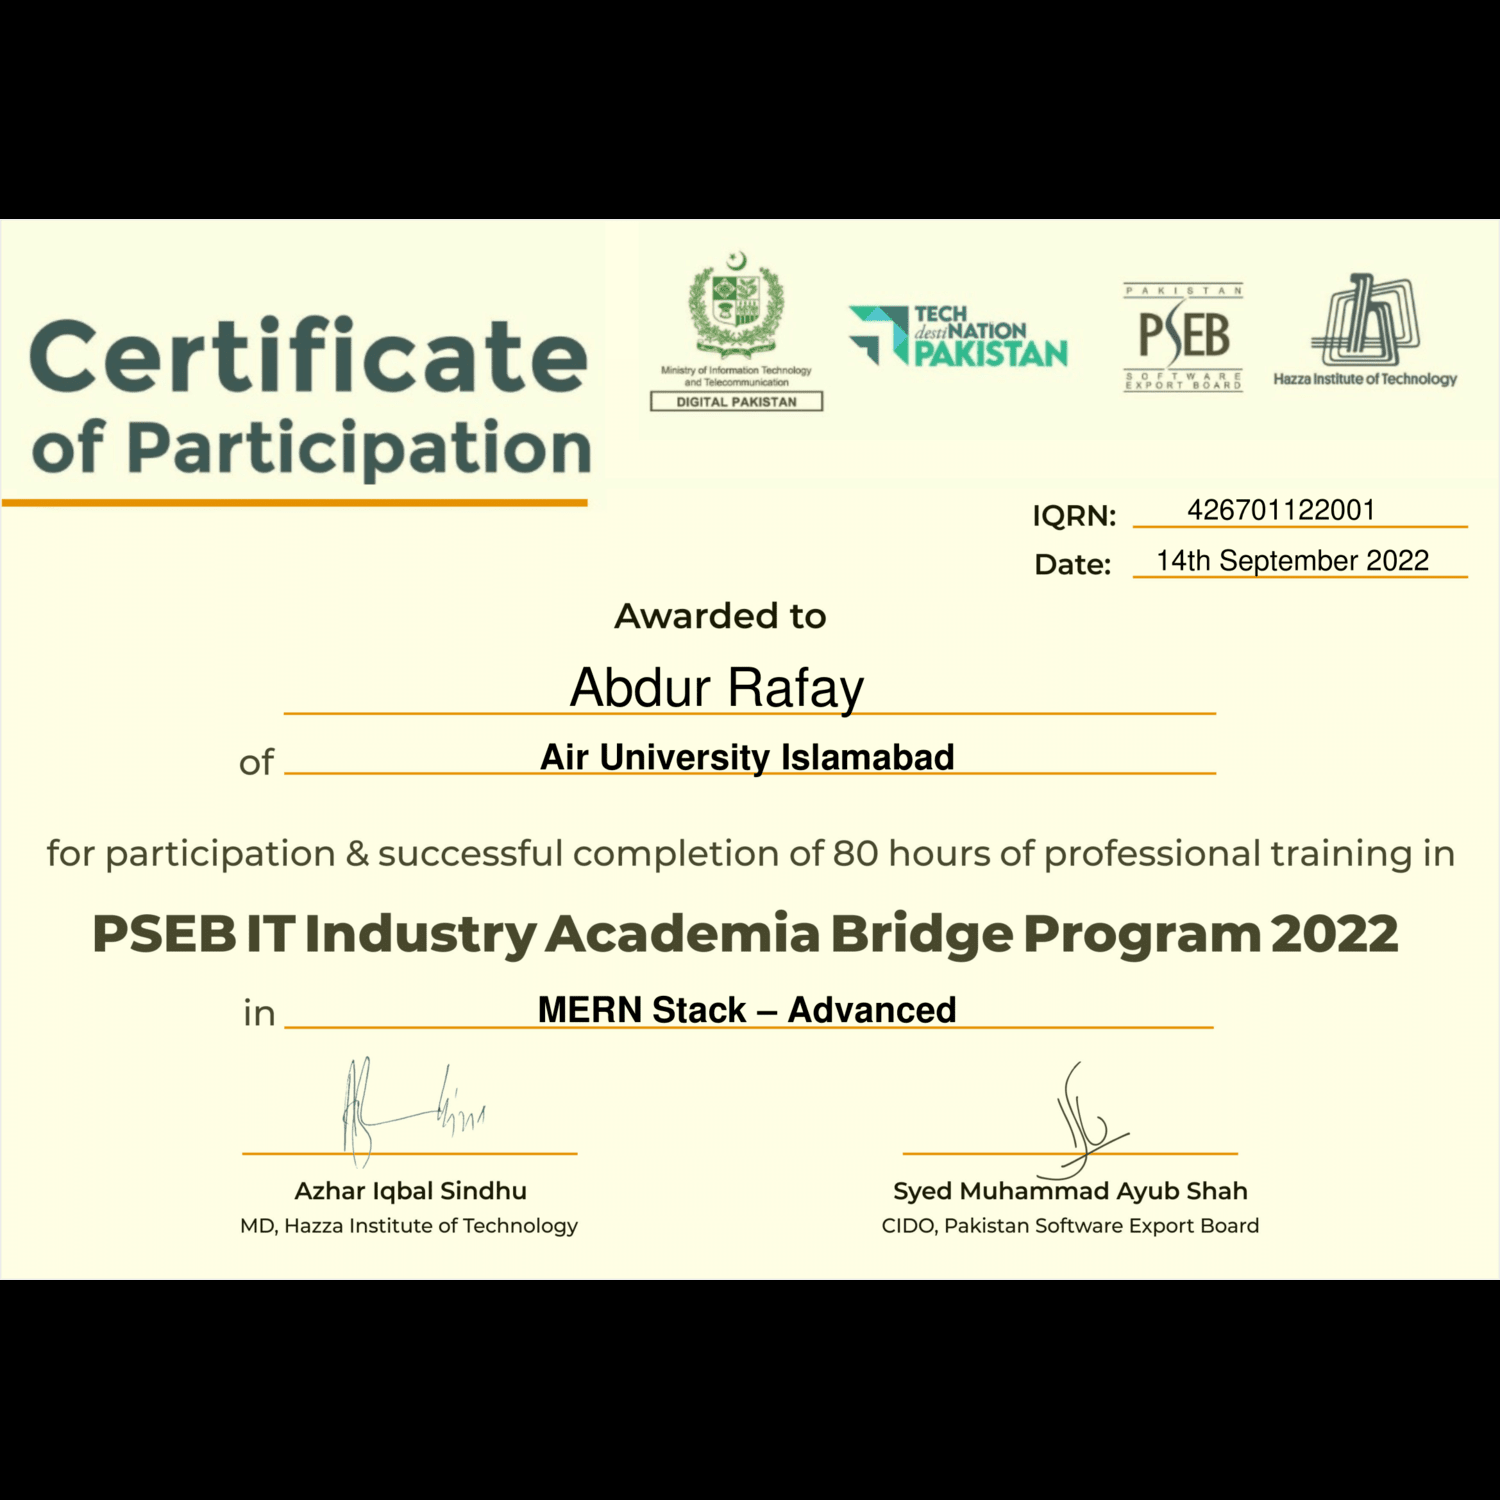 Certificate
of Participation
Ministry of Information Technology
and Telecommunication
DIGITAL PAKISTAN
TECH
destiNATION
PAKISTAN
PAKISTAN
PSEB
SOFTWARE
EXPORT BOARD
Hazza Institute of Technology
IQRN: 426701122001
Date: 14th September 2022
Awarded to
Abdur Rafay
of Air University Islamabad
for participation & successful completion of 80 hours of professional training in
PSEB IT Industry Academia Bridge Program 2022
in MERN Stack – Advanced
Azhar Iqbal Sindhu
MD, Hazza Institute of Technology
Syed Muhammad Ayub Shah
CIDO, Pakistan Software Export Board